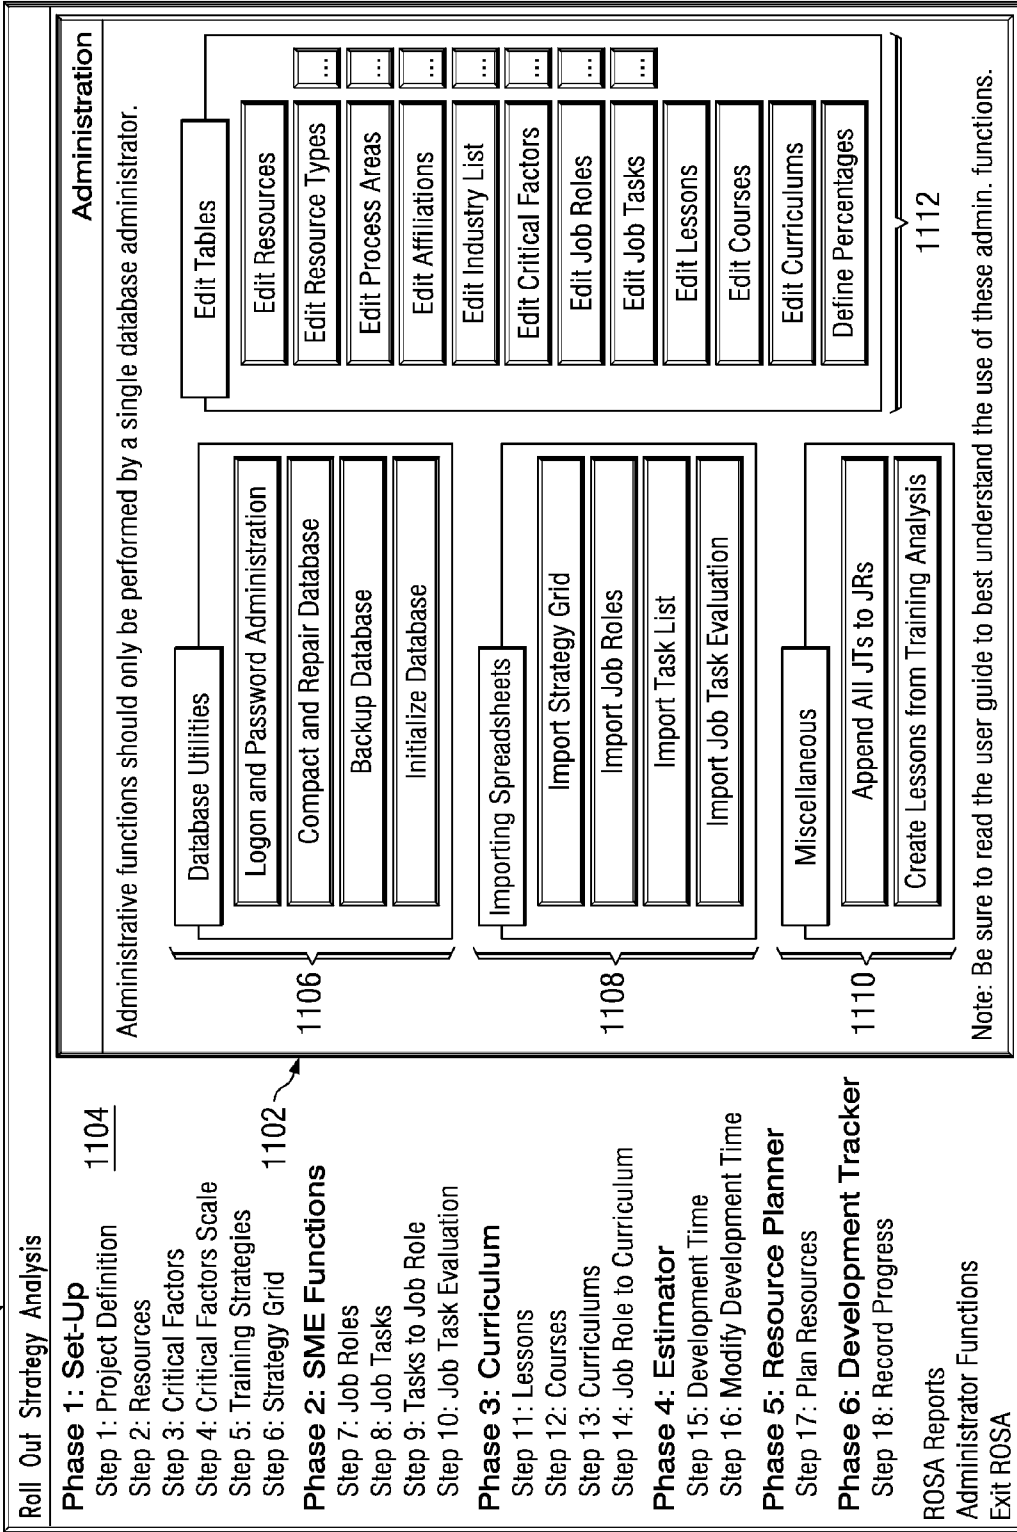 Roll Out Strategy Analysis
Phase 1: Set-Up
Step 1: Project Definition
Step 2: Resources
Step 3: Critical Factors
Step 4: Critical Factors Scale
Step 5: Training Strategies
Step 6: Strategy Grid
Phase 2: SME Functions
Step 7: Job Roles
Step 8: Job Tasks
Step 9: Tasks to Job Role
Step 10: Job Task Evaluation
Phase 3: Curriculum
Step 11: Lessons
Step 12: Courses
Step 13: Curriculums
Step 14: Job Role to Curriculum
Phase 4: Estimator
Step 15: Development Time
Step 16: Modify Development Time
Phase 5: Resource Planner
Step 17: Plan Resources
Phase 6: Development Tracker
Step 18: Record Progress
ROSA Reports
Administrator Functions
Exit ROSA
1104
1102
Administration
Administrative functions should only be performed by a single database administrator.
1106
Database Utilities
Logon and Password Administration
Compact and Repair Database
Backup Database
Initialize Database
1108
Importing Spreadsheets
Import Strategy Grid
Import Job Roles
Import Task List
Import Job Task Evaluation
1110
Miscellaneous
Append All JTs to JRs
Create Lessons from Training Analysis
Edit Tables
Edit Resources
Edit Resource Types ...
Edit Process Areas ...
Edit Affiliations ...
Edit Industry List ...
Edit Critical Factors ...
Edit Job Roles ...
Edit Job Tasks ...
Edit Lessons
Edit Courses
Edit Curriculums
Define Percentages
1112
Note: Be sure to read the user guide to best understand the use of these admin. functions.